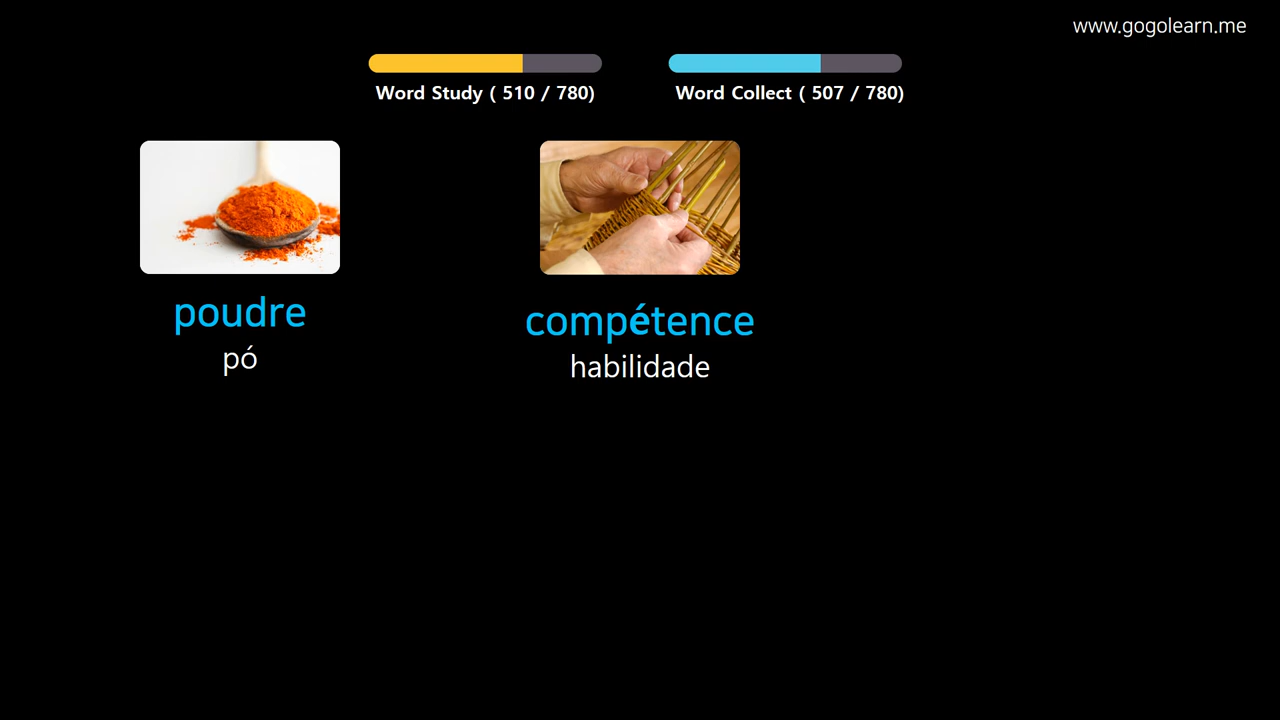 www.gogolearn.me
Word Study ( 510 / 780)
Word Collect ( 507 / 780)
poudre
pó
compétence
habilidade